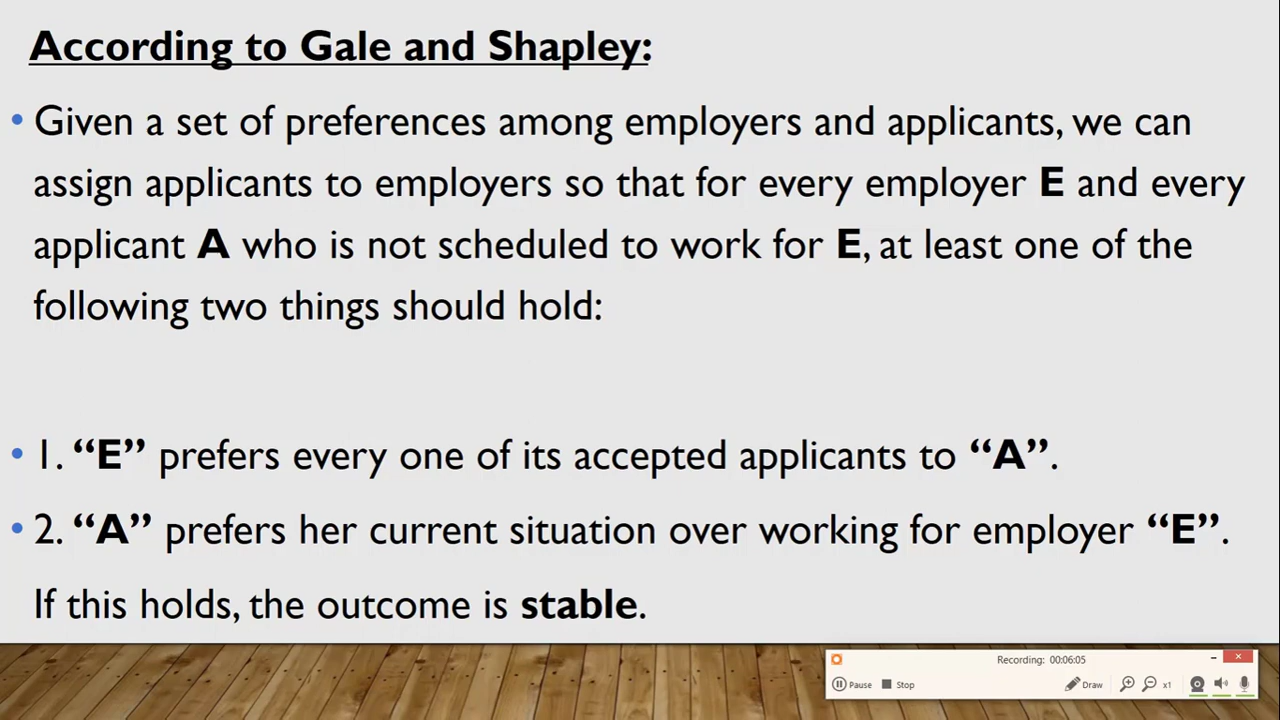 According to Gale and Shapley:
• Given a set of preferences among employers and applicants, we can
assign applicants to employers so that for every employer E and every
applicant A who is not scheduled to work for E, at least one of the
following two things should hold:
• 1. “E” prefers every one of its accepted applicants to “A”.
• 2. “A” prefers her current situation over working for employer “E”.
If this holds, the outcome is stable.
Recording: 00:06:05
Pause Stop Draw x1